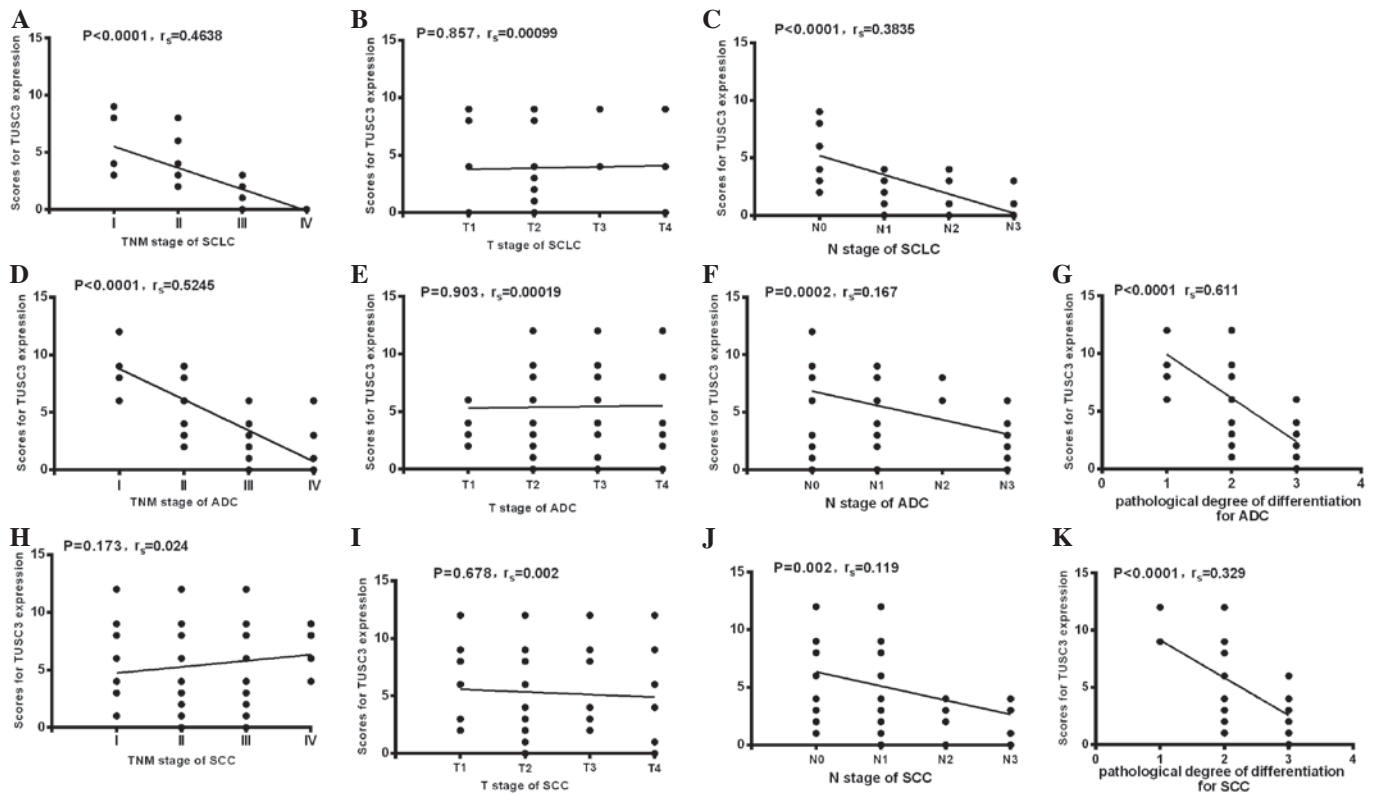 A
P<0.0001, rs=0.4638
Scores for TUSC3 expression
15
10
5
0
I II III IV
TNM stage of SCLC
B
P=0.857, rs=0.00099
Scores for TUSC3 expression
15
10
5
0
T1 T2 T3 T4
T stage of SCLC
C
P<0.0001, rs=0.3835
Scores for TUSC3 expression
15
10
5
0
N0 N1 N2 N3
N stage of SCLC
D
P<0.0001, rs=0.5245
Scores for TUSC3 expression
15
10
5
0
I II III IV
TNM stage of ADC
E
P=0.903, rs=0.00019
Scores for TUSC3 expression
15
10
5
0
T1 T2 T3 T4
T stage of ADC
F
P=0.0002, rs=0.167
Scores for TUSC3 expression
15
10
5
0
N0 N1 N2 N3
N stage of ADC
G
P<0.0001 rs=0.611
Scores for TUSC3 expression
15
10
5
0
0 1 2 3 4
pathological degree of differentiation
for ADC
H
P=0.173, rs=0.024
Scores for TUSC3 expression
15
10
5
0
I II III IV
TNM stage of SCC
I
P=0.678, rs=0.002
Scores for TUSC3 expression
15
10
5
0
T1 T2 T3 T4
T stage of SCC
J
P=0.002, rs=0.119
Scores for TUSC3 expression
15
10
5
0
N0 N1 N2 N3
N stage of SCC
K
P<0.0001, rs=0.329
Scores for TUSC3 expression
15
10
5
0
0 1 2 3 4
pathological degree of differentiation
for SCC